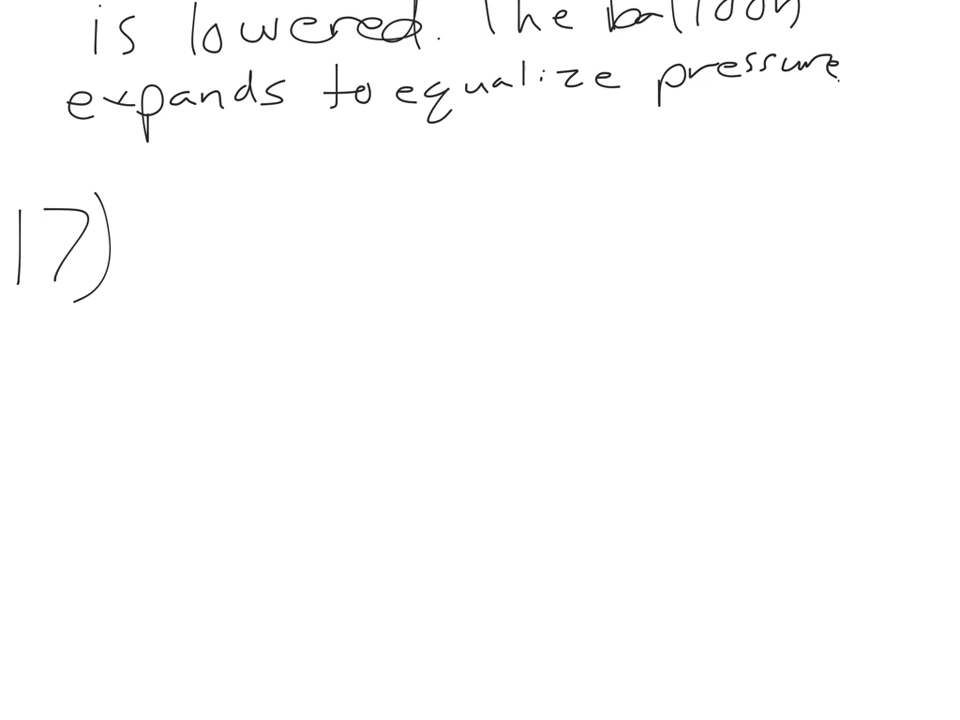 is lowered. The balloon
expands to equalize pressure
17)